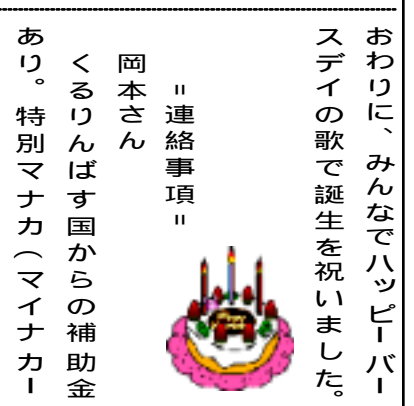 おわりに、みんなでハッピーバー
スデイの歌で誕生を祝いました。
=連絡事項=
岡本さん
くるりんばす国からの補助金
あり。特別マナカ(マイナカー